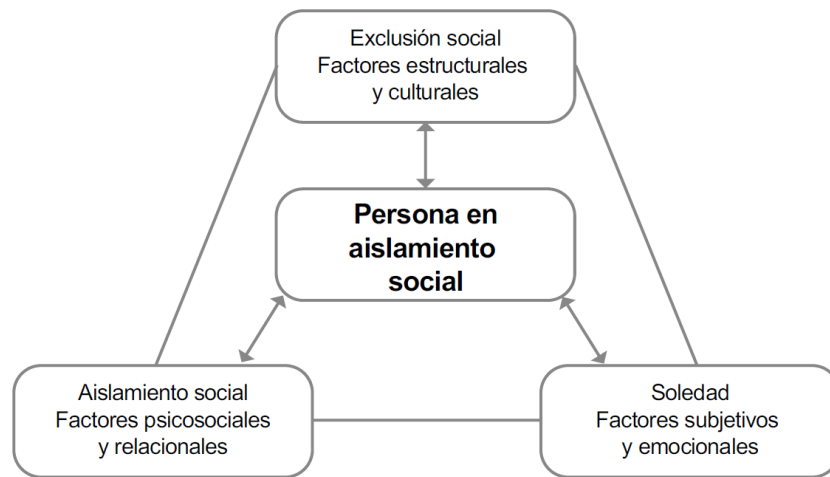 Exclusión social
Factores estructurales
y culturales
Persona en
aislamiento
social
Aislamiento social
Factores psicosociales
y relacionales
Soledad
Factores subjetivos
y emocionales